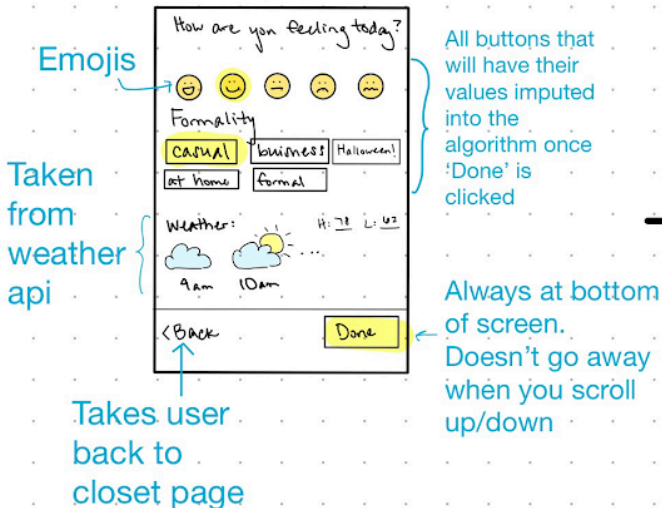 How are you feeling today?
Emojis
All buttons that
will have their
values imputed
into the
algorithm once
'Done' is
clicked
Formality
casual
buisness
Halloween!
at home
formal
Taken
from
weather
api
Weather:
H: 78 L: 62
...
9am
10am
<Back
Done
Always at bottom
of screen.
Doesn't go away
when you scroll
up/down
Takes user
back to
closet page